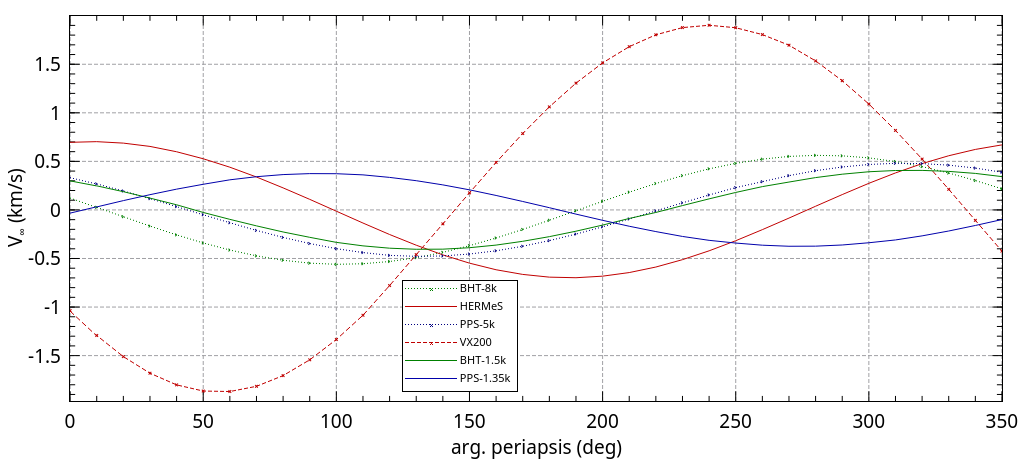 1.5
1
0.5
0
-0.5
-1
-1.5
V∞ (km/s)
BHT-8k
HERMeS
PPS-5k
VX200
BHT-1.5k
PPS-1.35k
0 50 100 150 200 250 300 350
arg. periapsis (deg)